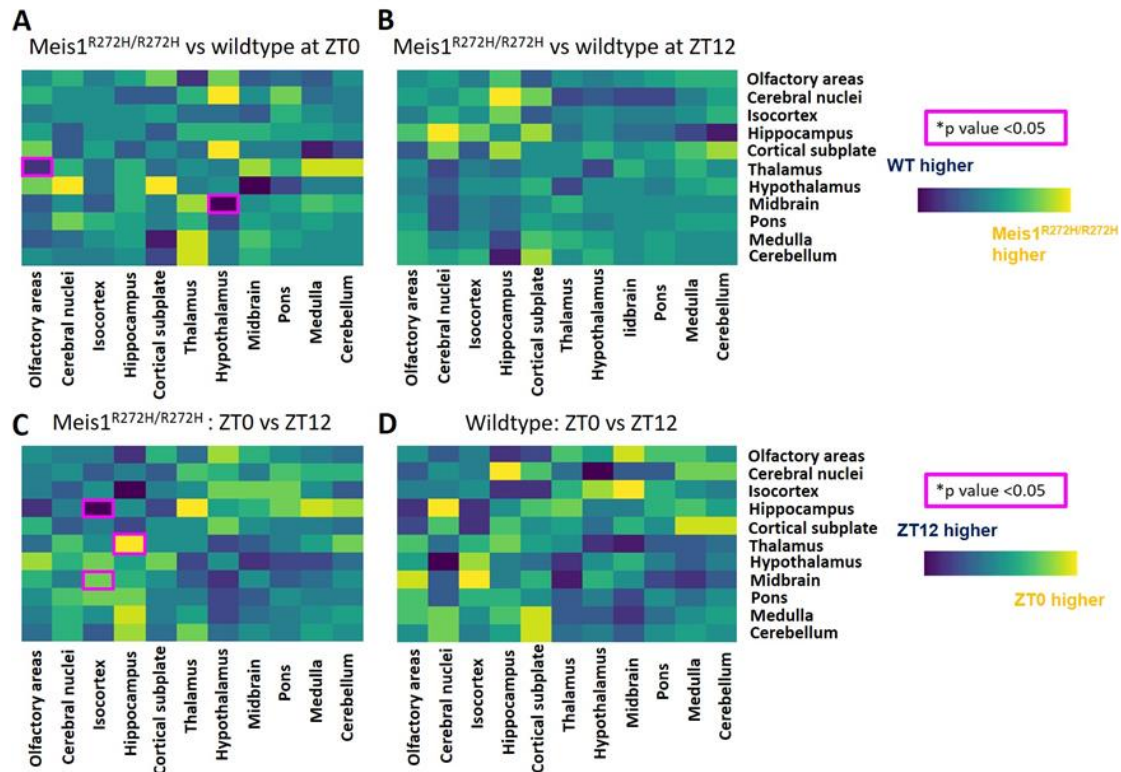 A
Meis1R272H/R272H vs wildtype at ZT0
B
Meis1R272H/R272H vs wildtype at ZT12
Olfactory areas
Cerebral nuclei
Isocortex
Hippocampus
Cortical subplate
Thalamus
Hypothalamus
Midbrain
Pons
Medulla
Cerebellum
*p value <0.05
WT higher
Meis1R272H/R272H
higher
Olfactory areas
Cerebral nuclei
Isocortex
Hippocampus
Cortical subplate
Thalamus
Hypothalamus
Midbrain
Pons
Medulla
Cerebellum
Olfactory areas
Cerebral nuclei
Isocortex
Hippocampus
Cortical subplate
Thalamus
Hypothalamus
lidbrain
Pons
Medulla
Cerebellum
C
Meis1R272H/R272H : ZT0 vs ZT12
D
Wildtype: ZT0 vs ZT12
Olfactory areas
Cerebral nuclei
Isocortex
Hippocampus
Cortical subplate
Thalamus
Hypothalamus
Midbrain
Pons
Medulla
Cerebellum
*p value <0.05
ZT12 higher
ZT0 higher
Olfactory areas
Cerebral nuclei
Isocortex
Hippocampus
Cortical subplate
Thalamus
Hypothalamus
Midbrain
Pons
Medulla
Cerebellum
Olfactory areas
Cerebral nuclei
Isocortex
Hippocampus
Cortical subplate
Thalamus
Hypothalamus
Midbrain
Pons
Medulla
Cerebellum